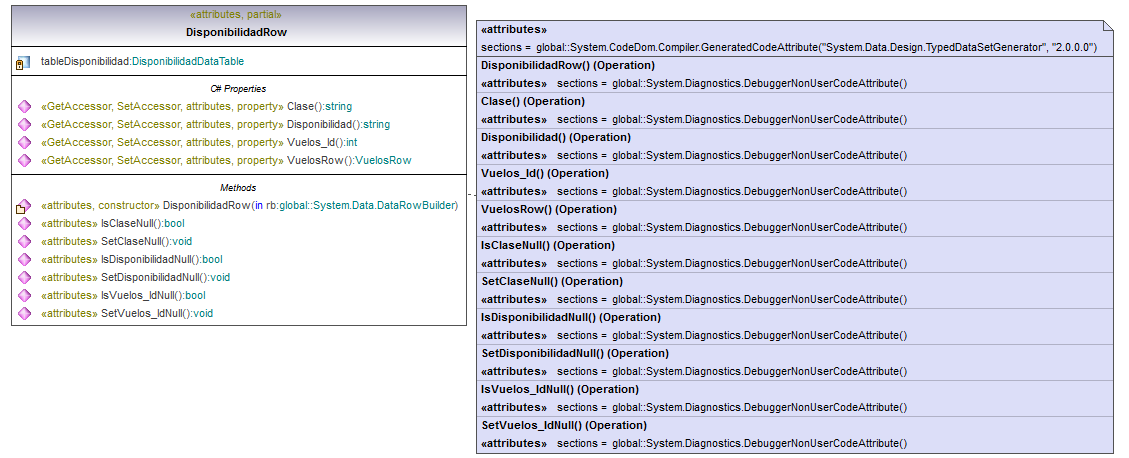 «attributes, partial»
DisponibilidadRow
tableDisponibilidad:DisponibilidadDataTable
C# Properties
«GetAccessor, SetAccessor, attributes, property» Clase():string
«GetAccessor, SetAccessor, attributes, property» Disponibilidad():string
«GetAccessor, SetAccessor, attributes, property» Vuelos_Id():int
«GetAccessor, SetAccessor, attributes, property» VuelosRow():VuelosRow
Methods
«attributes, constructor» DisponibilidadRow(in rb:global::System.Data.DataRowBuilder)
«attributes» IsClaseNull():bool
«attributes» SetClaseNull():void
«attributes» IsDisponibilidadNull():bool
«attributes» SetDisponibilidadNull():void
«attributes» IsVuelos_IdNull():bool
«attributes» SetVuelos_IdNull():void
«attributes»
sections = global::System.CodeDom.Compiler.GeneratedCodeAttribute("System.Data.Design.TypedDataSetGenerator", "2.0.0.0")
DisponibilidadRow() (Operation)
«attributes» sections = global::System.Diagnostics.DebuggerNonUserCodeAttribute()
Clase() (Operation)
«attributes» sections = global::System.Diagnostics.DebuggerNonUserCodeAttribute()
Disponibilidad() (Operation)
«attributes» sections = global::System.Diagnostics.DebuggerNonUserCodeAttribute()
Vuelos_Id() (Operation)
«attributes» sections = global::System.Diagnostics.DebuggerNonUserCodeAttribute()
VuelosRow() (Operation)
«attributes» sections = global::System.Diagnostics.DebuggerNonUserCodeAttribute()
IsClaseNull() (Operation)
«attributes» sections = global::System.Diagnostics.DebuggerNonUserCodeAttribute()
SetClaseNull() (Operation)
«attributes» sections = global::System.Diagnostics.DebuggerNonUserCodeAttribute()
IsDisponibilidadNull() (Operation)
«attributes» sections = global::System.Diagnostics.DebuggerNonUserCodeAttribute()
SetDisponibilidadNull() (Operation)
«attributes» sections = global::System.Diagnostics.DebuggerNonUserCodeAttribute()
IsVuelos_IdNull() (Operation)
«attributes» sections = global::System.Diagnostics.DebuggerNonUserCodeAttribute()
SetVuelos_IdNull() (Operation)
«attributes» sections = global::System.Diagnostics.DebuggerNonUserCodeAttribute()